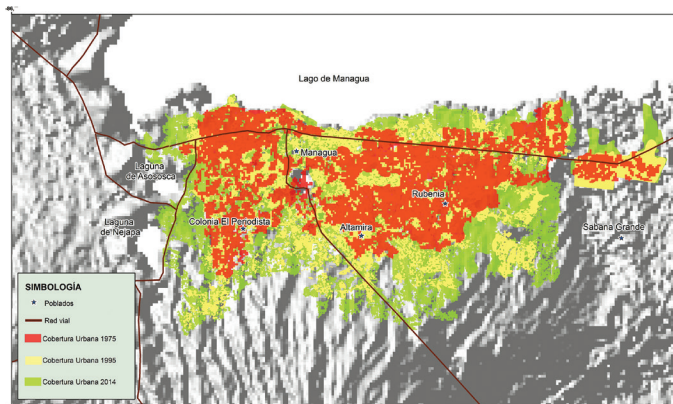 Lago de Managua
Managua
Laguna
de Asososca
Rubenia
Laguna
de Nejapa
Colonia El Periodista
Altamira
Sabana Grande
SIMBOLOGÍA
Poblados
Red vial
Cobertura Urbana 1975
Cobertura Urbana 1995
Cobertura Urbana 2014